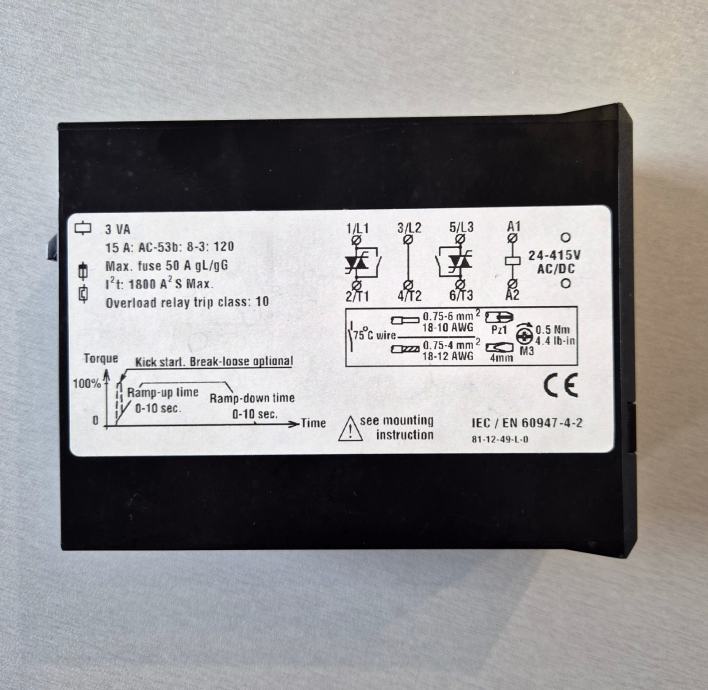 3 VA
15 A: AC-53b: 8-3: 120
Max. fuse 50 A gL/gG
I²t: 1800 A² S Max.
Overload relay trip class: 10
1/L1 3/L2 5/L3 A1
24-415V
AC/DC
2/T1 4/T2 6/T3 A2
75°C wire
0.75-6 mm²
18-10 AWG
0.75-4 mm²
18-12 AWG
Pz1
4mm
M3
0.5 Nm
4.4 lb-in
Torque
Kick start. Break-loose optional
100%
Ramp-up time
0-10 sec.
Ramp-down time
0-10 sec.
0
Time
see mounting
instruction
CE
IEC / EN 60947-4-2
81-12-49-L-0